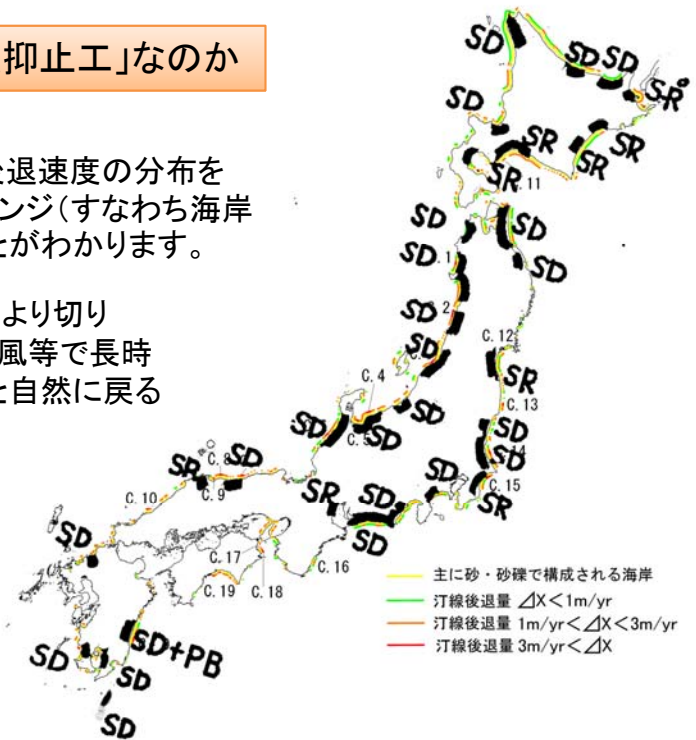 抑止工」なのか
退速度の分布を
ンジ(すなわち海岸
とがわかります。
より切り
風等で長時
と自然に戻る
SD
SD
SD
SR
SD
SR
SR
SR
.11
SD
SD
SD
.1
SD
SD
.2
C.12
SD
SR
C.4
C.13
SD
SD
SD
SD
C.5
SD
SD
C.15
SR
SD
SR
C.8
C.9
C.10
SR
SD
SD
SD
C.16
C.17
C.18
C.19
SD+PB
SD
SD
SD
主に砂・砂礫で構成される海岸
汀線後退量 ⊿X<1m/yr
汀線後退量 1m/yr<⊿X<3m/yr
汀線後退量 3m/yr<⊿X